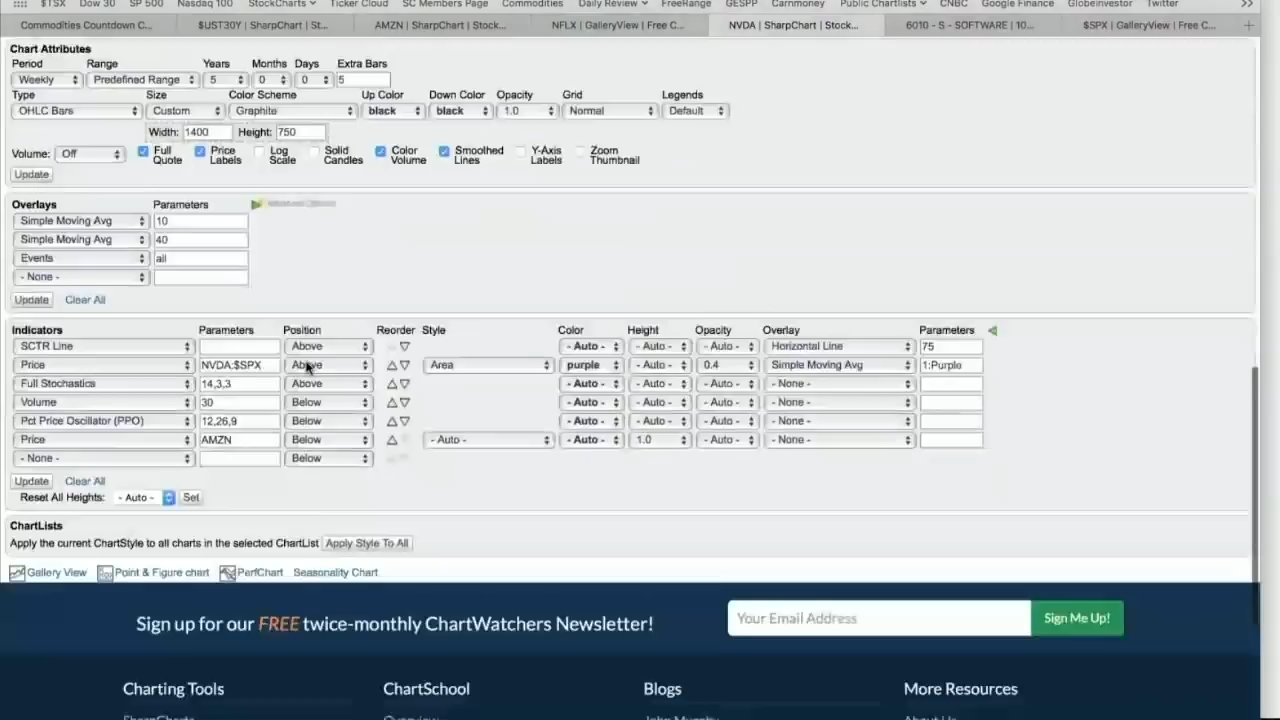 $TSX Dow 30 SP 500 Nasdaq 100 StockCharts Ticker Cloud SC Members Page Commodities Daily Review FreeRange GESPP Carnmoney Public Chartlists CNBC Google Finance Globeinvestor Twitter
Commodities Countdown C... $UST30Y | SharpChart | St... AMZN | SharpChart | Stock... NFLX | GalleryView | Free C... NVDA | SharpChart | Stock... 6010 - S - SOFTWARE | 10... $SPX | GalleryView | Free C...
Chart Attributes
Period Range Years Months Days Extra Bars
Weekly Predefined Range 5 0 0 5
Type Size Color Scheme Up Color Down Color Opacity Grid Legends
OHLC Bars Custom Graphite black black 1.0 Normal Default
Width: 1400 Height: 750
Volume: Off Full Quote Price Labels Log Scale Solid Candles Color Volume Smoothed Lines Y-Axis Labels Zoom Thumbnail
Update
Overlays Parameters
Simple Moving Avg 10
Simple Moving Avg 40
Events all
- None -
Update Clear All
Indicators Parameters Position Reorder Style Color Height Opacity Overlay Parameters
SCTR Line Above - Auto - - Auto - - Auto - Horizontal Line 75
Price NVDA:$SPX Above Area purple - Auto - 0.4 Simple Moving Avg 1:Purple
Full Stochastics 14,3,3 Above - Auto - - Auto - - Auto - - None -
Volume 30 Below - Auto - - Auto - - Auto - - None -
Pct Price Oscillator (PPO) 12,26,9 Below - Auto - - Auto - - Auto - - None -
Price AMZN Below - Auto - - Auto - 1.0 - Auto - - None -
- None - Below
Update Clear All
Reset All Heights: - Auto - Set
ChartLists
Apply the current ChartStyle to all charts in the selected ChartList Apply Style To All
Gallery View Point & Figure chart PerfChart Seasonality Chart
Sign up for our FREE twice-monthly ChartWatchers Newsletter! Your Email Address Sign Me Up!
Charting Tools ChartSchool Blogs More Resources
SharpCharts Overview John Murphy About Us